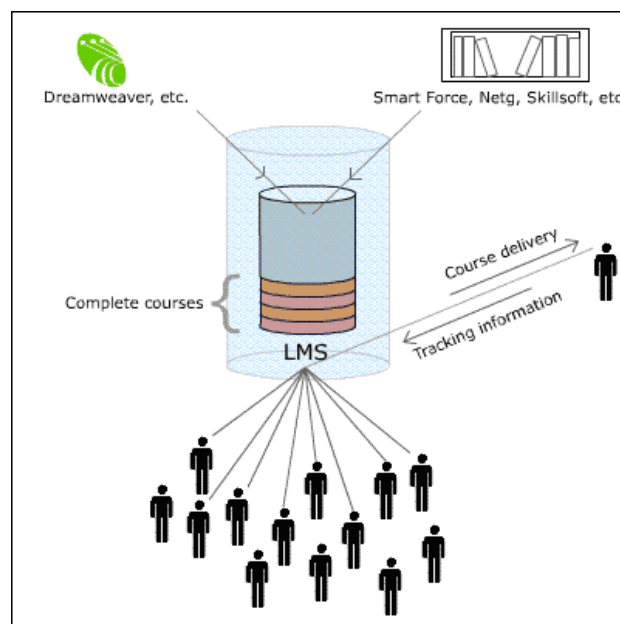 Dreamweaver, etc.
Smart Force, Netg, Skillsoft, etc
Complete courses
LMS
Course delivery
Tracking information